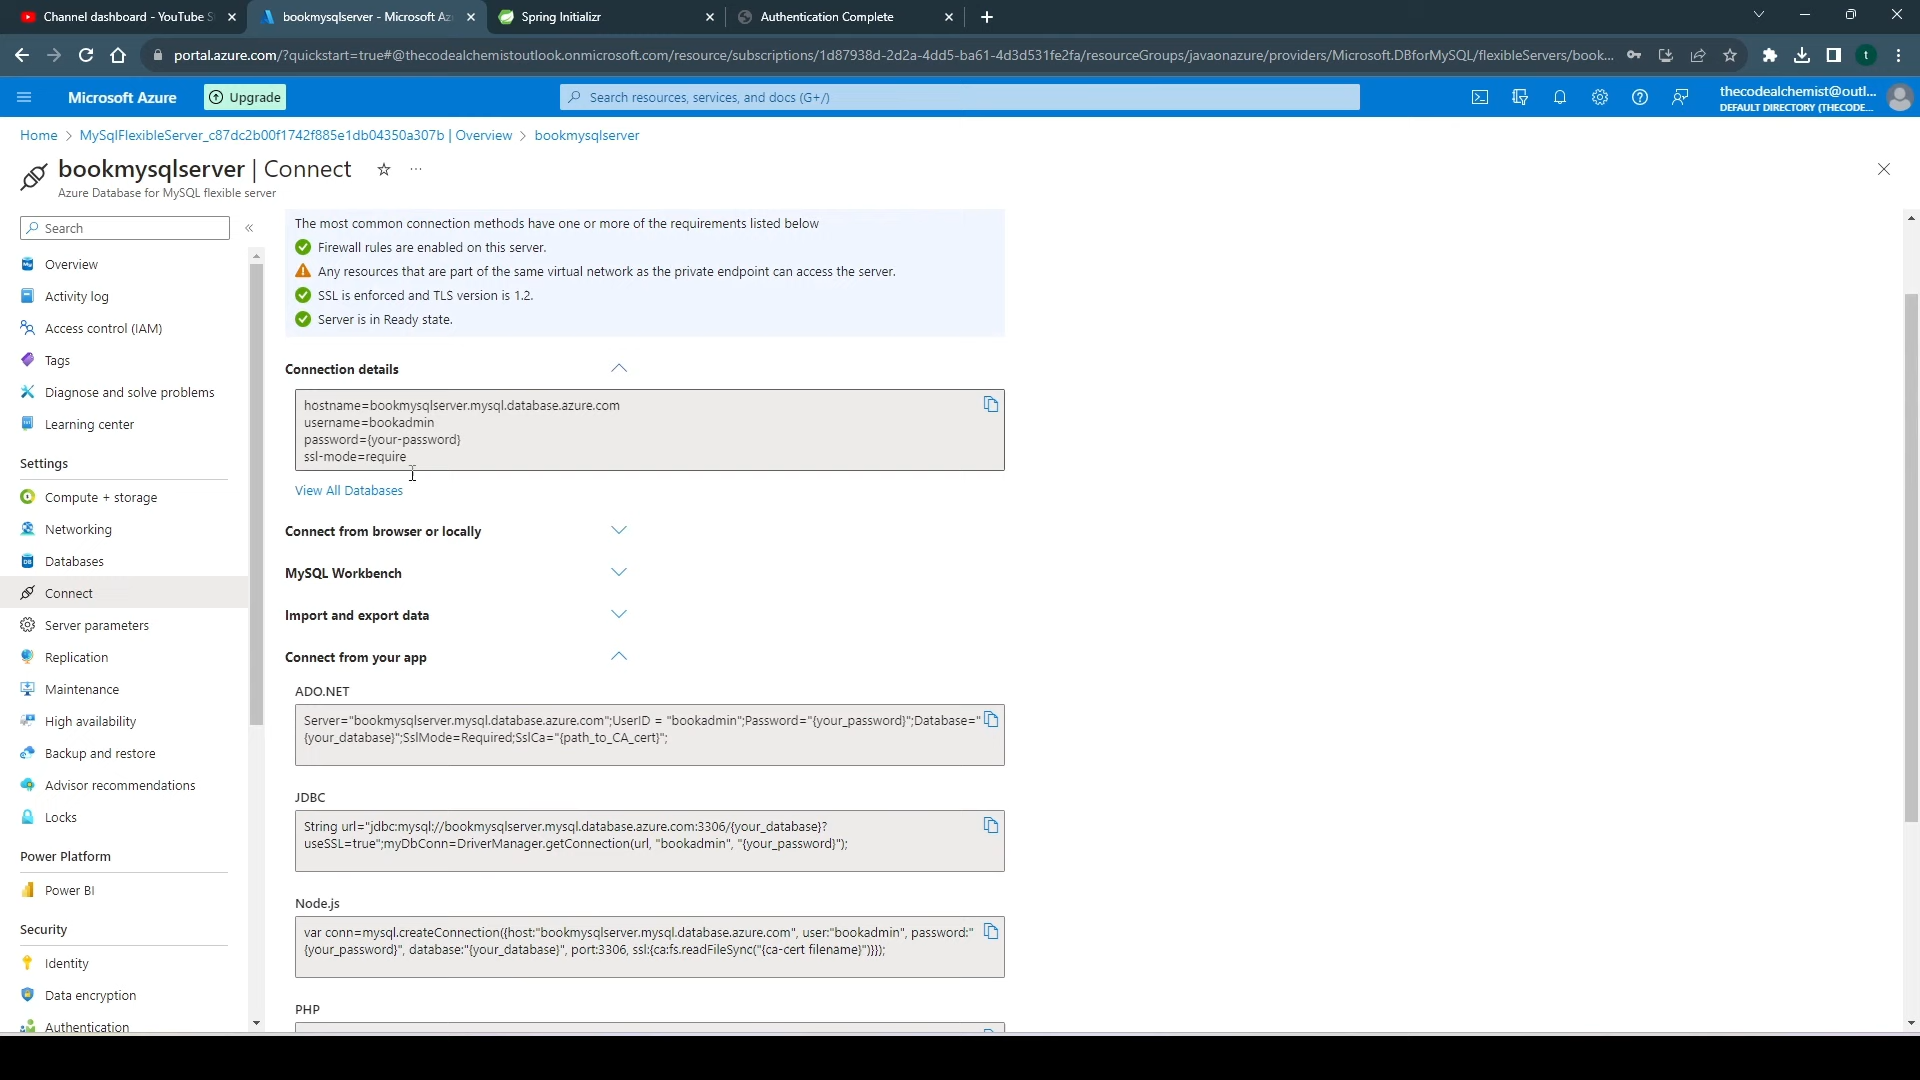 Channel dashboard - YouTube S
bookmysqlserver - Microsoft Az
Spring Initializr
Authentication Complete
portal.azure.com/?quickstart=true#@thecodealchemistoutlook.onmicrosoft.com/resource/subscriptions/1d87938d-2d2a-4dd5-ba61-4d3d531fe2fa/resourceGroups/javaonazure/providers/Microsoft.DBforMySQL/flexibleServers/book...
t
Microsoft Azure
Upgrade
Search resources, services, and docs (G+/)
thecodealchemist@outl...
DEFAULT DIRECTORY (THECODE...
Home > MySqlFlexibleServer_c87dc2b00f1742f885e1db04350a307b | Overview > bookmysqlserver
bookmysqlserver | Connect
Azure Database for MySQL flexible server
Search
Overview
Activity log
Access control (IAM)
Tags
Diagnose and solve problems
Learning center
Settings
Compute + storage
Networking
Databases
Connect
Server parameters
Replication
Maintenance
High availability
Backup and restore
Advisor recommendations
Locks
Power Platform
Power BI
Security
Identity
Data encryption
Authentication
The most common connection methods have one or more of the requirements listed below
Firewall rules are enabled on this server.
Any resources that are part of the same virtual network as the private endpoint can access the server.
SSL is enforced and TLS version is 1.2.
Server is in Ready state.
Connection details
hostname=bookmysqlserver.mysql.database.azure.com
username=bookadmin
password={your-password}
ssl-mode=require
View All Databases
Connect from browser or locally
MySQL Workbench
Import and export data
Connect from your app
ADO.NET
Server="bookmysqlserver.mysql.database.azure.com";UserID = "bookadmin";Password="{your_password}";Database="
{your_database}";SslMode=Required;SslCa="{path_to_CA_cert}";
JDBC
String url="jdbc:mysql://bookmysqlserver.mysql.database.azure.com:3306/{your_database}?
useSSL=true";myDbConn=DriverManager.getConnection(url, "bookadmin", "{your_password}");
Node.js
var conn=mysql.createConnection({host:"bookmysqlserver.mysql.database.azure.com", user:"bookadmin", password:"
{your_password}", database:"{your_database}", port:3306, ssl:{ca:fs.readFileSync("{ca-cert filename}")}});
PHP